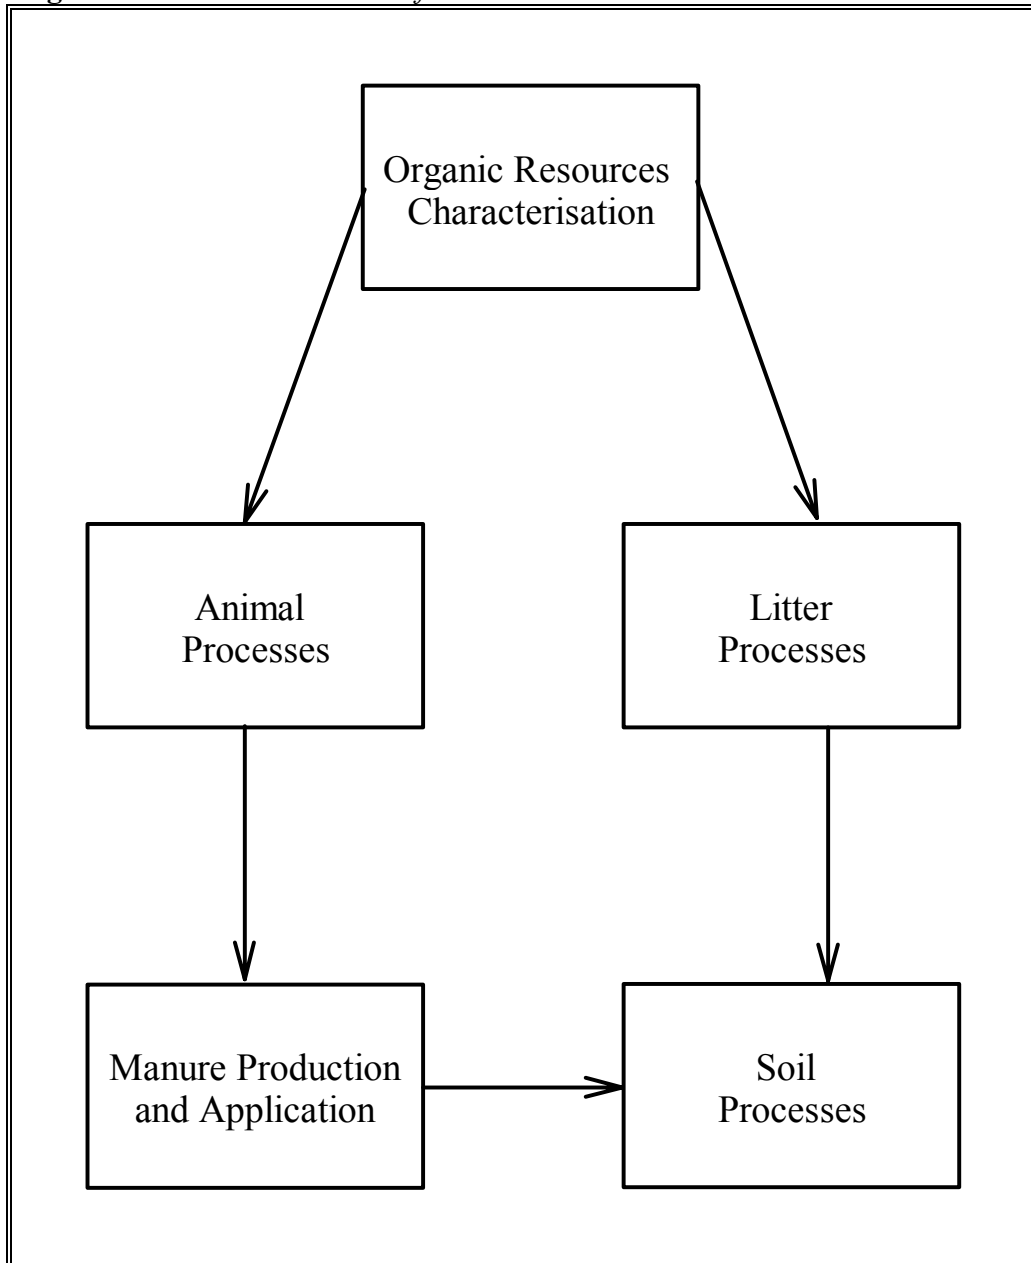 Organic Resources
Characterisation
Animal
Processes
Litter
Processes
Manure Production
and Application
Soil
Processes